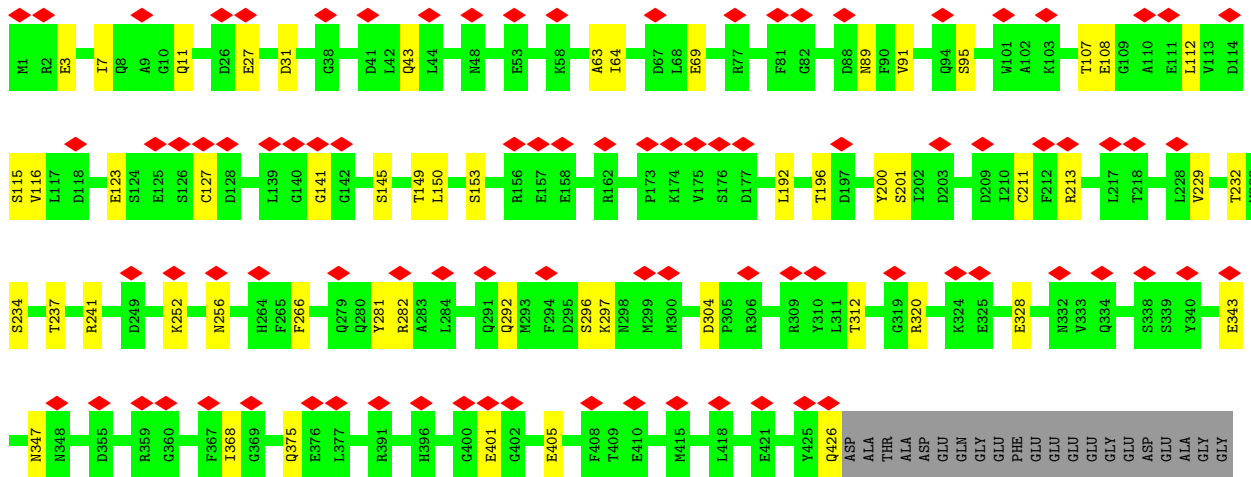 M1 R2 E3 I7 Q8 A9 G10 Q11 D26 E27 D31 G38 D41 L42 Q43 L44 N48 E53 K58 A63 I64 D67 L68 E69 R77 F81 G82 D88 N89 F90 V91 Q94 S95 W101 A102 K103 T107 E108 G109 A110 E111 L112 V113 D114
S115 V116 L117 D118 E123 S124 E125 S126 C127 D128 L139 G140 G141 G142 S145 T149 L150 S153 R156 E157 E158 R162 P173 K174 V175 S176 D177 L192 T196 D197 Y200 S201 I202 D203 D209 I210 C211 F212 R213 L217 T218 L228 V229 T232
S234 T237 R241 D249 K252 N256 H264 F265 F266 Q279 Q280 Y281 R282 A283 L284 Q291 Q292 M293 F294 D295 S296 K297 N298 M299 M300 D304 P305 R306 R309 Y310 L311 T312 G319 R320 K324 E325 E328 N332 V333 Q334 S338 S339 Y340 E343
N347 N348 D355 R359 G360 F367 I368 G369 Q375 E376 L377 R391 H396 G400 E401 G402 E405 F408 T409 E410 M415 L418 E421 Y425 Q426 ASP ALA THR ALA ASP GLU GLN GLY GLU PHE GLU GLU GLU GLU GLY GLU ASP GLU ALA GLY GLY